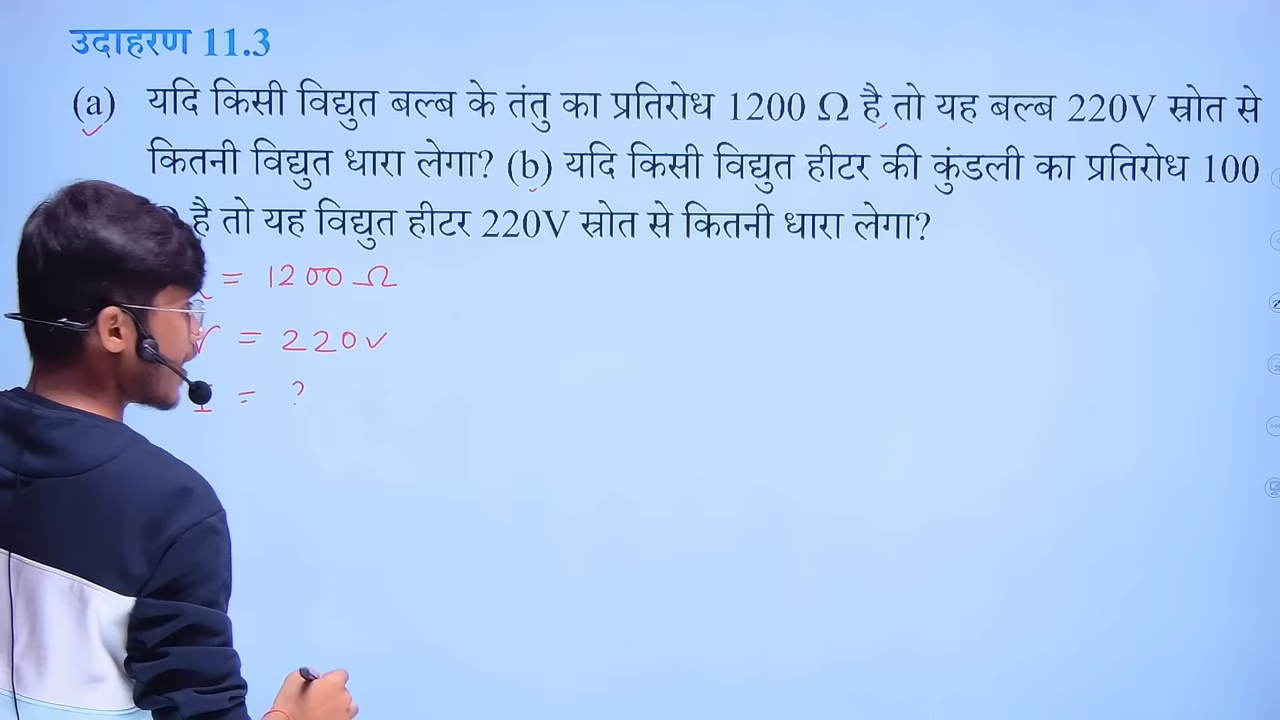 उदाहरण 11.3
(a) यदि किसी विद्युत बल्ब के तंतु का प्रतिरोध 1200 Ω है, तो यह बल्ब 220V स्रोत से
कितनी विद्युत धारा लेगा? (b) यदि किसी विद्युत हीटर की कुंडली का प्रतिरोध 100
है तो यह विद्युत हीटर 220V स्रोत से कितनी धारा लेगा?
= 1200 Ω
V = 220v
I = ?